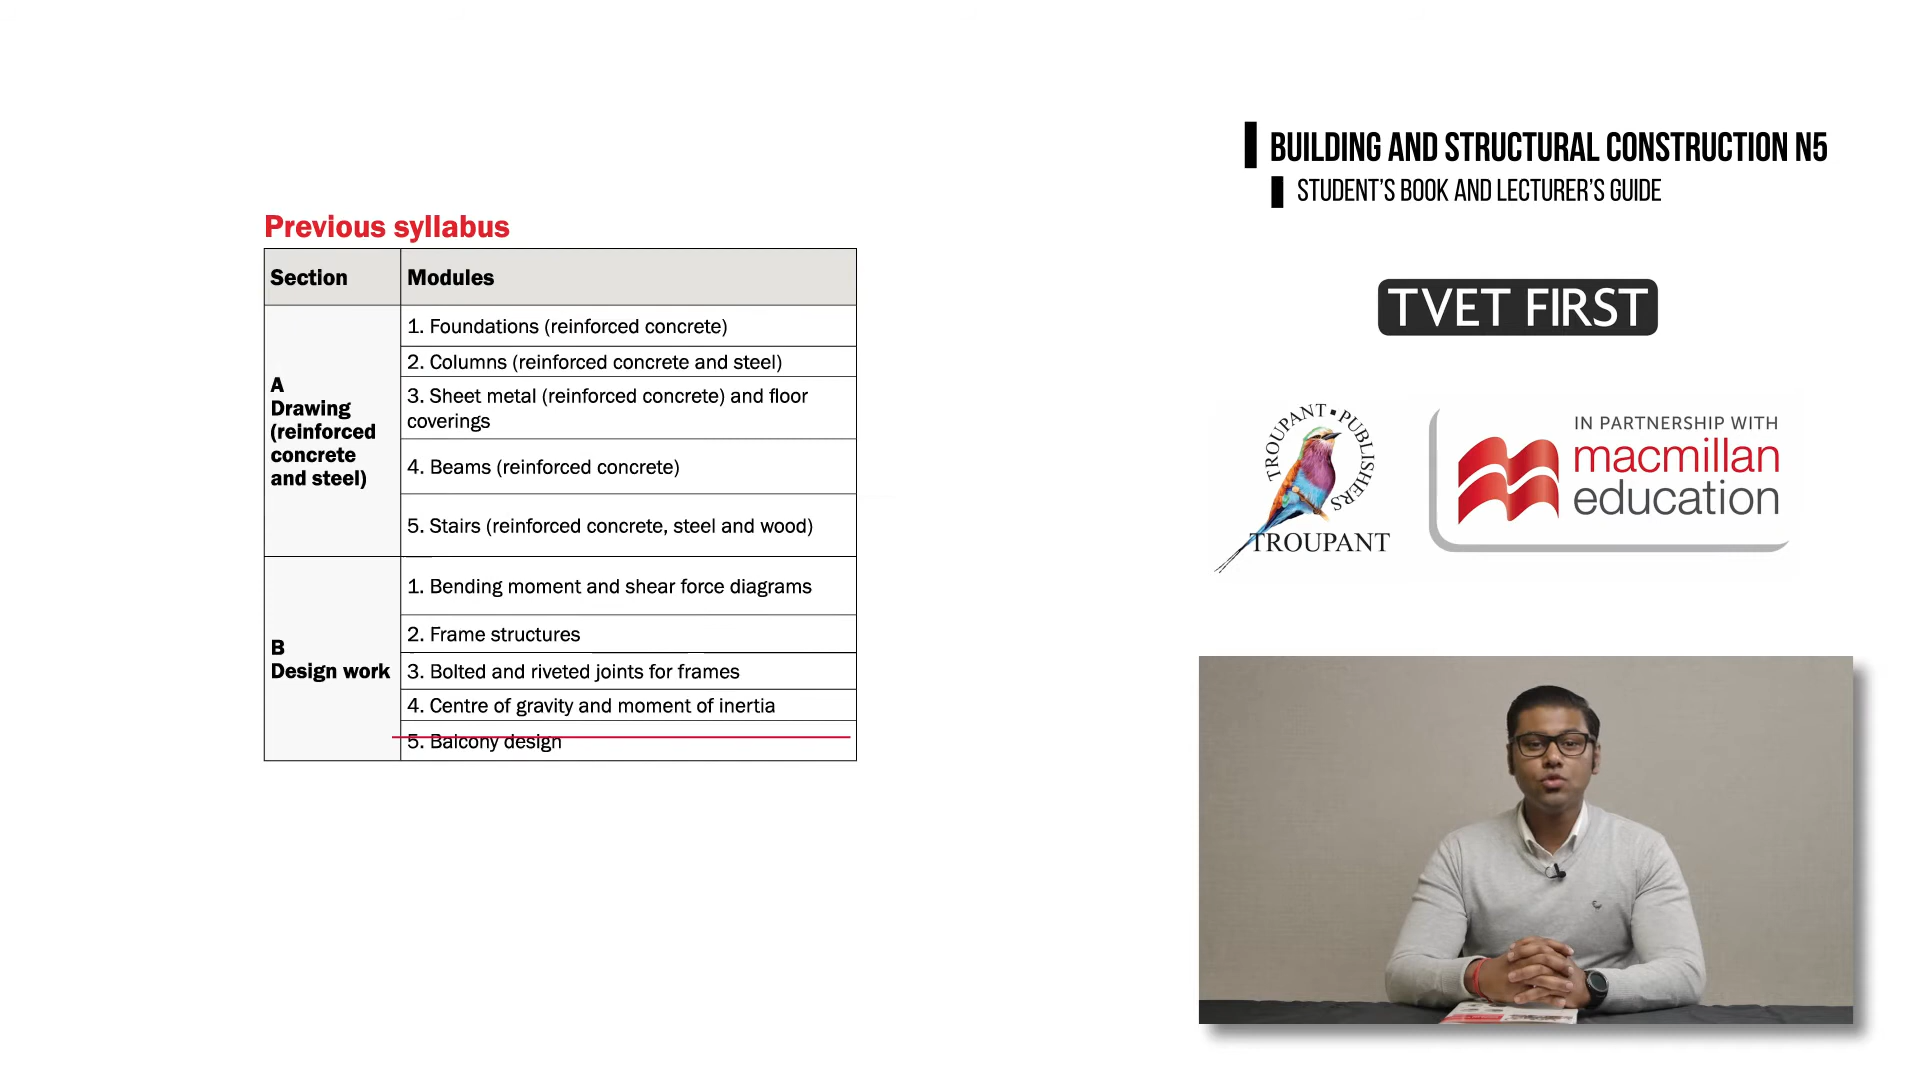 Previous syllabus
Section Modules
A
Drawing
(reinforced
concrete
and steel)
1. Foundations (reinforced concrete)
2. Columns (reinforced concrete and steel)
3. Sheet metal (reinforced concrete) and floor
coverings
4. Beams (reinforced concrete)
5. Stairs (reinforced concrete, steel and wood)
B
Design work
1. Bending moment and shear force diagrams
2. Frame structures
3. Bolted and riveted joints for frames
4. Centre of gravity and moment of inertia
5. Balcony design
BUILDING AND STRUCTURAL CONSTRUCTION N5
STUDENT'S BOOK AND LECTURER'S GUIDE
TVET FIRST
TROUPANT PUBLISHERS
TROUPANT
IN PARTNERSHIP WITH
macmillan
education